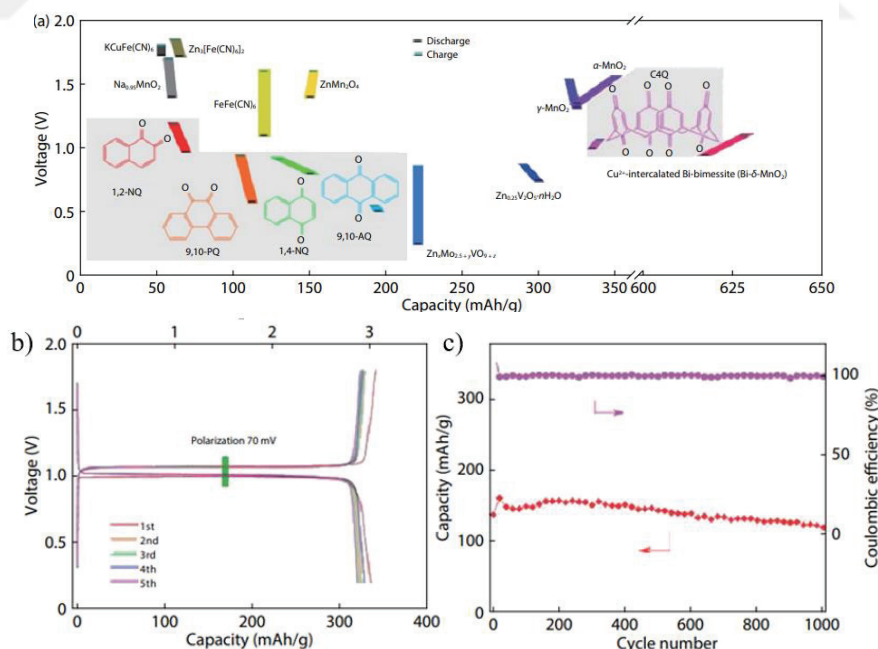 (a)
2.0
1.5
1.0
0.5
0
Voltage (V)
KCuFe(CN)₆
Zn₃[Fe(CN)₆]₂
Na₀.₉₅MnO₂
FeFe(CN)₆
ZnMn₂O₄
Discharge
Charge
α-MnO₂
γ-MnO₂
C4Q
O O O O
O O O O
Cu²⁺-intercalated Bi-bimessite (Bi-δ-MnO₂)
Zn₀.₂₅V₂O₅·nH₂O
ZnₓMo₂.₅₊ᵧVO₉₊z
O
O
1,2-NQ
O O
9,10-PQ
O
O
1,4-NQ
O
O
9,10-AQ
0 50 100 150 200 250 300 350 600 625 650
Capacity (mAh/g)
b)
0 1 2 3
2.0
1.5
1.0
0.5
0
Voltage (V)
Polarization 70 mV
1st
2nd
3rd
4th
5th
0 100 200 300 400
Capacity (mAh/g)
c)
300
200
100
0
Capacity (mAh/g)
100
50
0
Coulombic efficiency (%)
0 200 400 600 800 1000
Cycle number